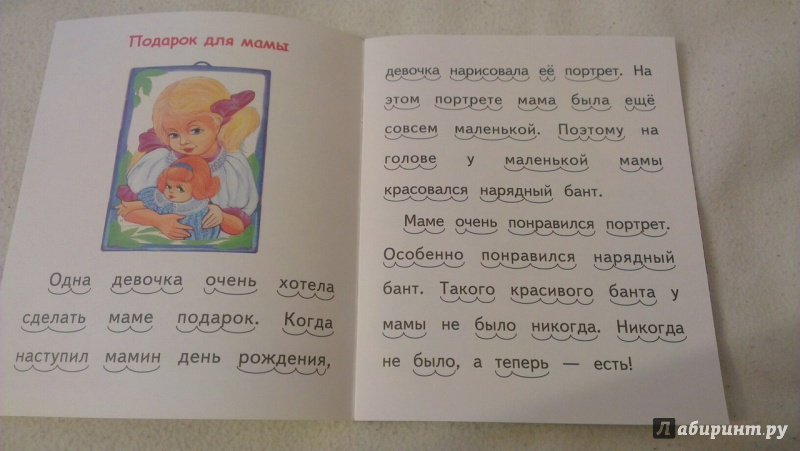 Подарок для мамы
Одна девочка очень хотела
сделать маме подарок. Когда
наступил мамин день рождения,
девочка нарисовала её портрет. На
этом портрете мама была ещё
совсем маленькой. Поэтому на
голове у маленькой мамы
красовался нарядный бант.
Маме очень понравился портрет.
Особенно понравился нарядный
бант. Такого красивого банта у
мамы не было никогда. Никогда
не было, а теперь — есть!
Лабиринт.ру